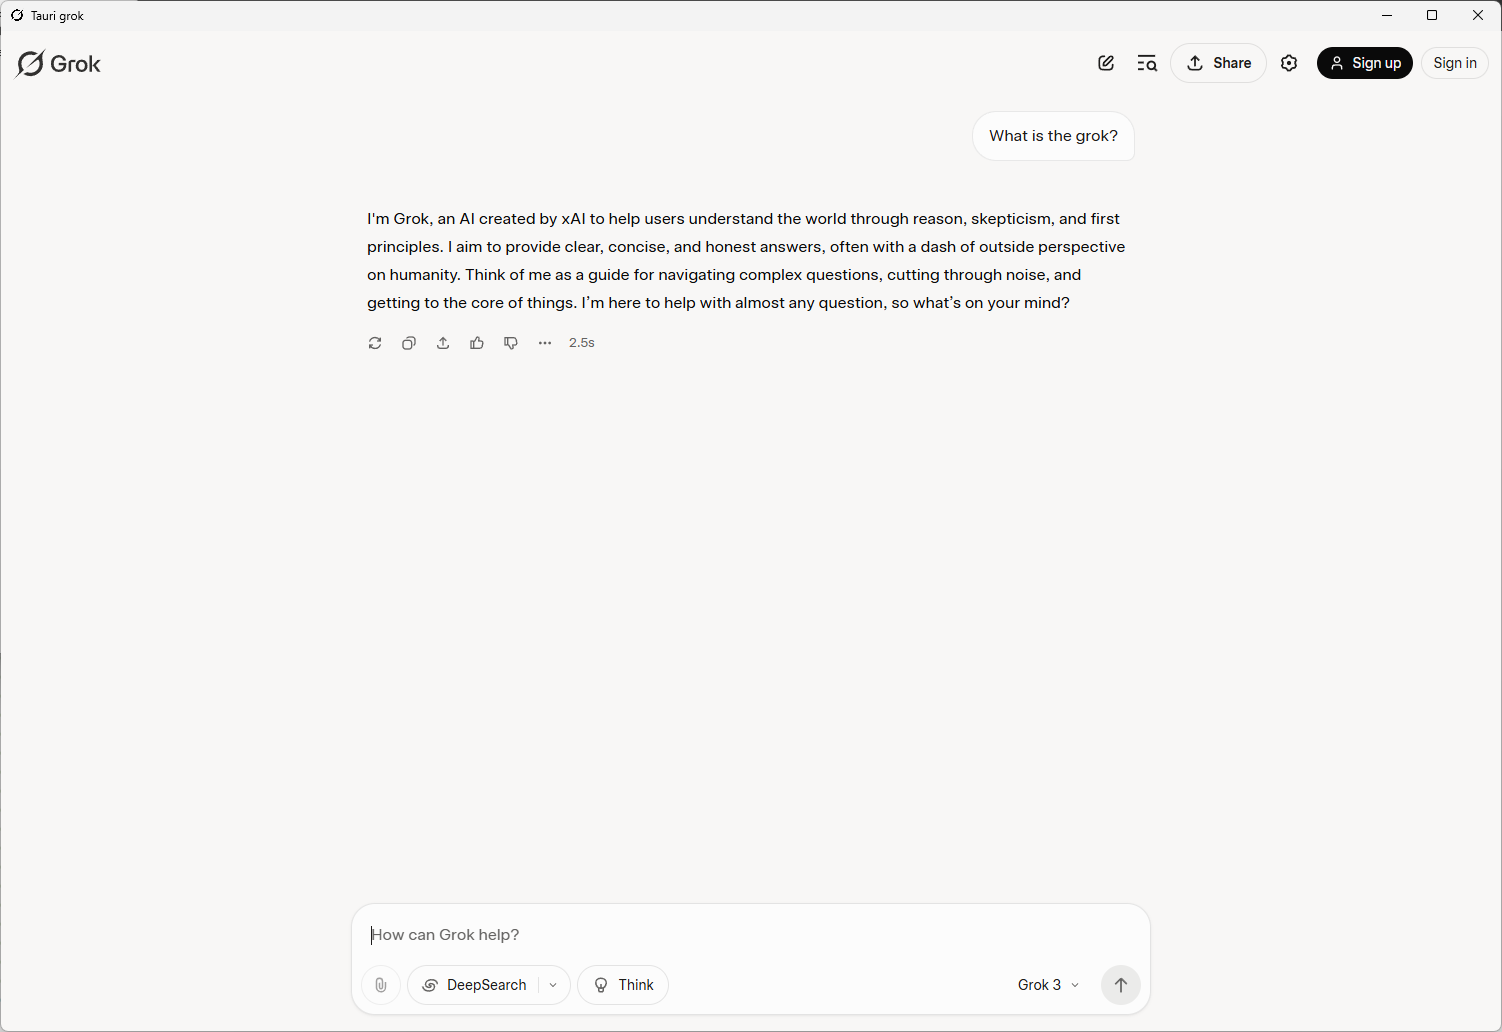 Tauri grok
Grok
Share
Sign up
Sign in
What is the grok?
I'm Grok, an AI created by xAI to help users understand the world through reason, skepticism, and first
principles. I aim to provide clear, concise, and honest answers, often with a dash of outside perspective
on humanity. Think of me as a guide for navigating complex questions, cutting through noise, and
getting to the core of things. I’m here to help with almost any question, so what’s on your mind?
2.5s
How can Grok help?
DeepSearch
Think
Grok 3